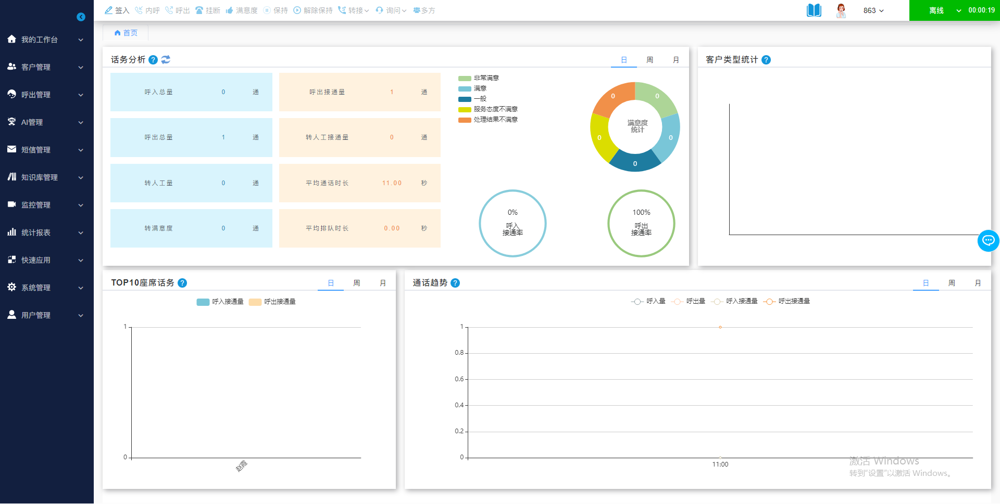 签入 内呼 呼出 挂断 满意度 保持 解除保持 转接 询问 多方 863 离线 00:00:19
首页
我的工作台
客户管理
呼出管理
AI管理
短信管理
知识库管理
监控管理
统计报表
快速应用
系统管理
用户管理
话务分析 ? 日 周 月
呼入总量 0 通
呼出接通量 1 通
呼出总量 1 通
转人工接通量 0 通
转人工量 0 通
平均通话时长 11.00 秒
转满意度 0 通
平均排队时长 0.00 秒
非常满意
满意
一般
服务态度不满意
处理结果不满意
0 0
满意度
统计
0 0
0
0%
呼入
接通率
100%
呼出
接通率
客户类型统计 ?
TOP10座席话务 ? 日 周 月
呼入接通量 呼出接通量
1
0
赵霞
通话趋势 ? 日 周 月
呼入量 呼出量 呼入接通量 呼出接通量
1
0.8
0.6
0.4
0.2
0
11:00
激活 Windows
转到"设置"以激活 Windows。